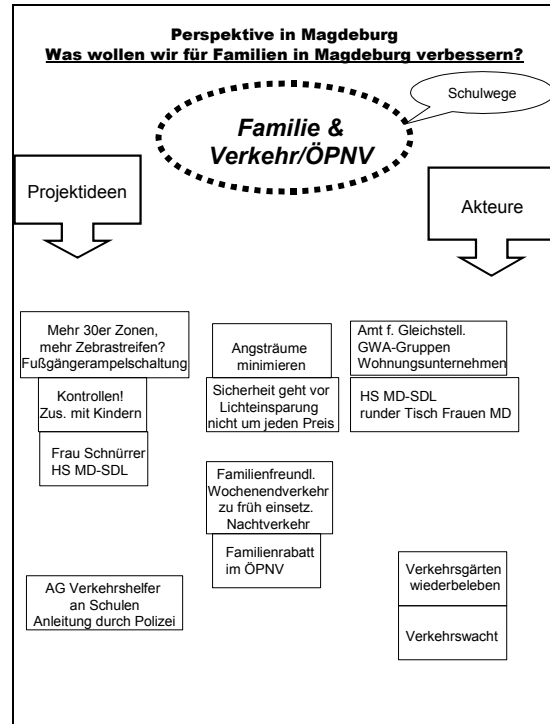 Perspektive in Magdeburg
Was wollen wir für Familien in Magdeburg verbessern?
Schulwege
Familie &
Verkehr/ÖPNV
Projektideen
Akteure
Mehr 30er Zonen,
mehr Zebrastreifen?
Fußgängerampelschaltung
Kontrollen!
Zus. mit Kindern
Frau Schnürrer
HS MD-SDL
Angsträume
minimieren
Sicherheit geht vor
Lichteinsparung
nicht um jeden Preis
Amt f. Gleichstell.
GWA-Gruppen
Wohnungsunternehmen
HS MD-SDL
runder Tisch Frauen MD
Familienfreundl.
Wochenendverkehr
zu früh einsetz.
Nachtverkehr
Familienrabatt
im ÖPNV
AG Verkehrshelfer
an Schulen
Anleitung durch Polizei
Verkehrsgärten
wiederbeleben
Verkehrswacht